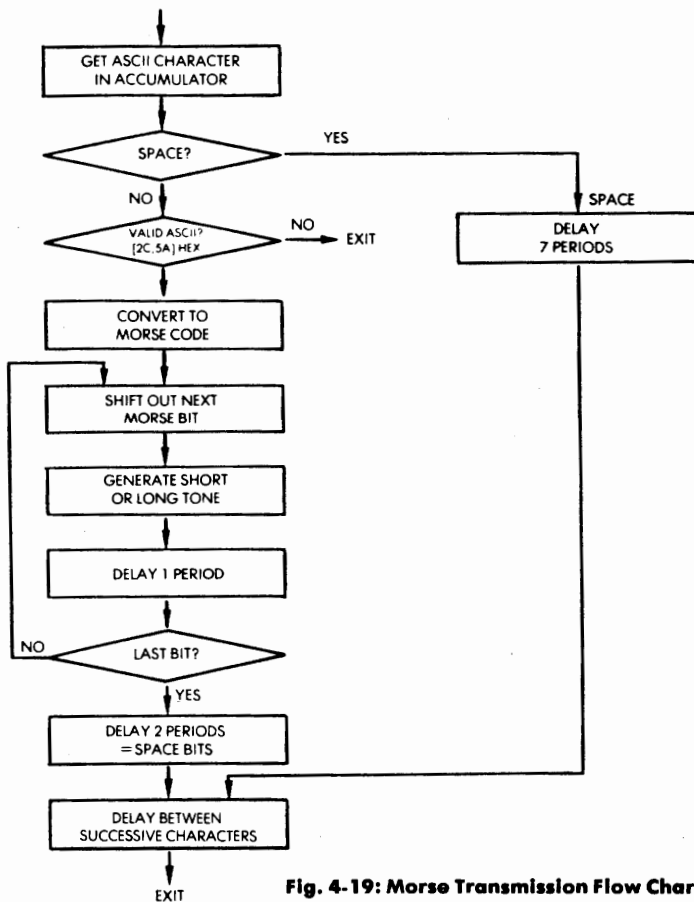 GET ASCII CHARACTER
IN ACCUMULATOR
YES
SPACE?
NO
SPACE
VALID ASCII?
[2C, 5A] HEX
NO
EXIT
DELAY
7 PERIODS
CONVERT TO
MORSE CODE
SHIFT OUT NEXT
MORSE BIT
GENERATE SHORT
OR LONG TONE
DELAY 1 PERIOD
NO
LAST BIT?
YES
DELAY 2 PERIODS
= SPACE BITS
DELAY BETWEEN
SUCCESSIVE CHARACTERS
EXIT
Fig. 4-19: Morse Transmission Flow Char